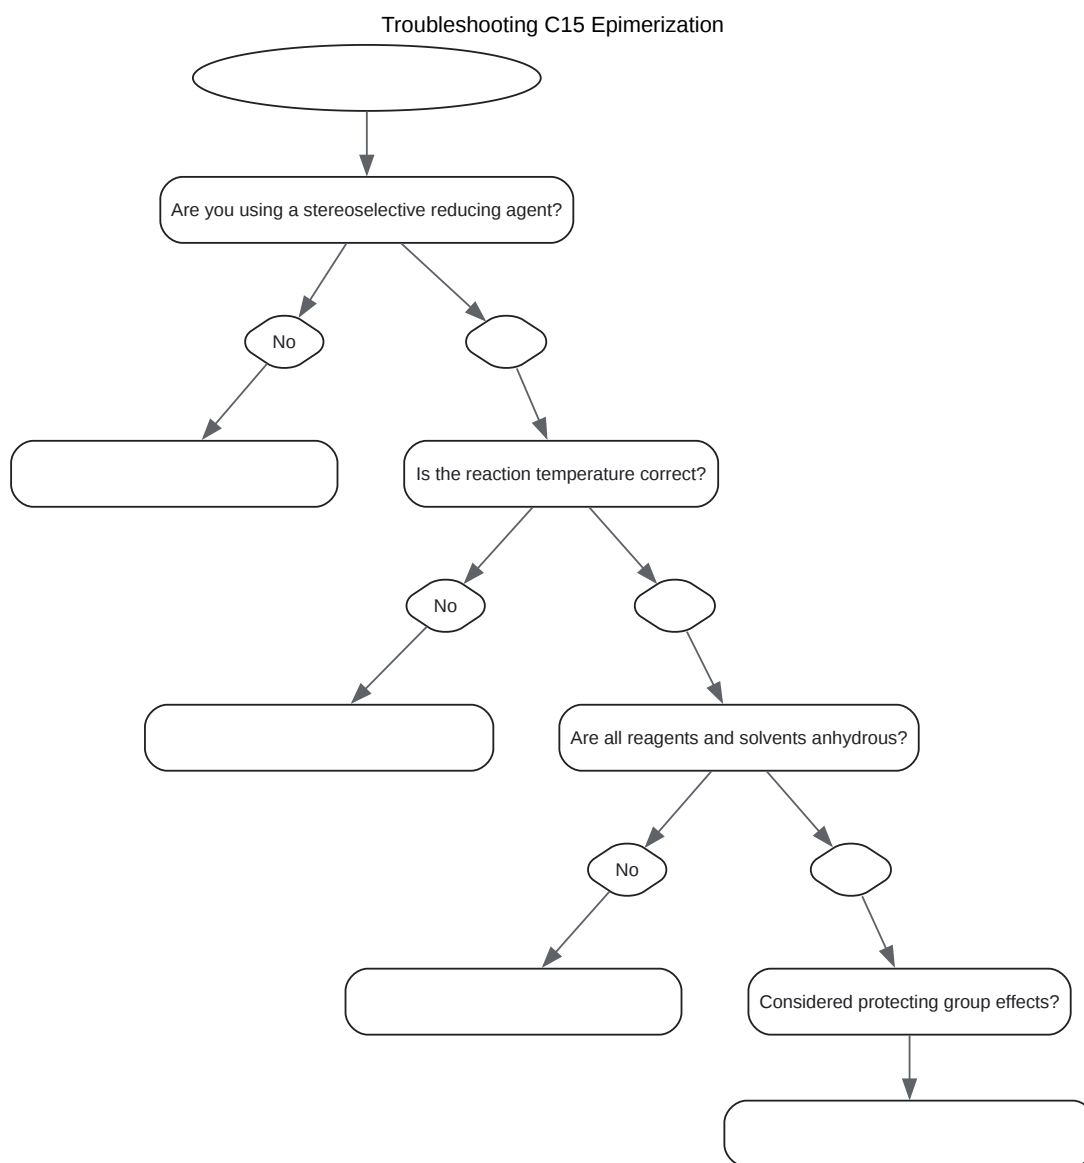 Troubleshooting C15 Epimerization
Are you using a stereoselective reducing agent?
No
Is the reaction temperature correct?
No
Are all reagents and solvents anhydrous?
No
Considered protecting group effects?